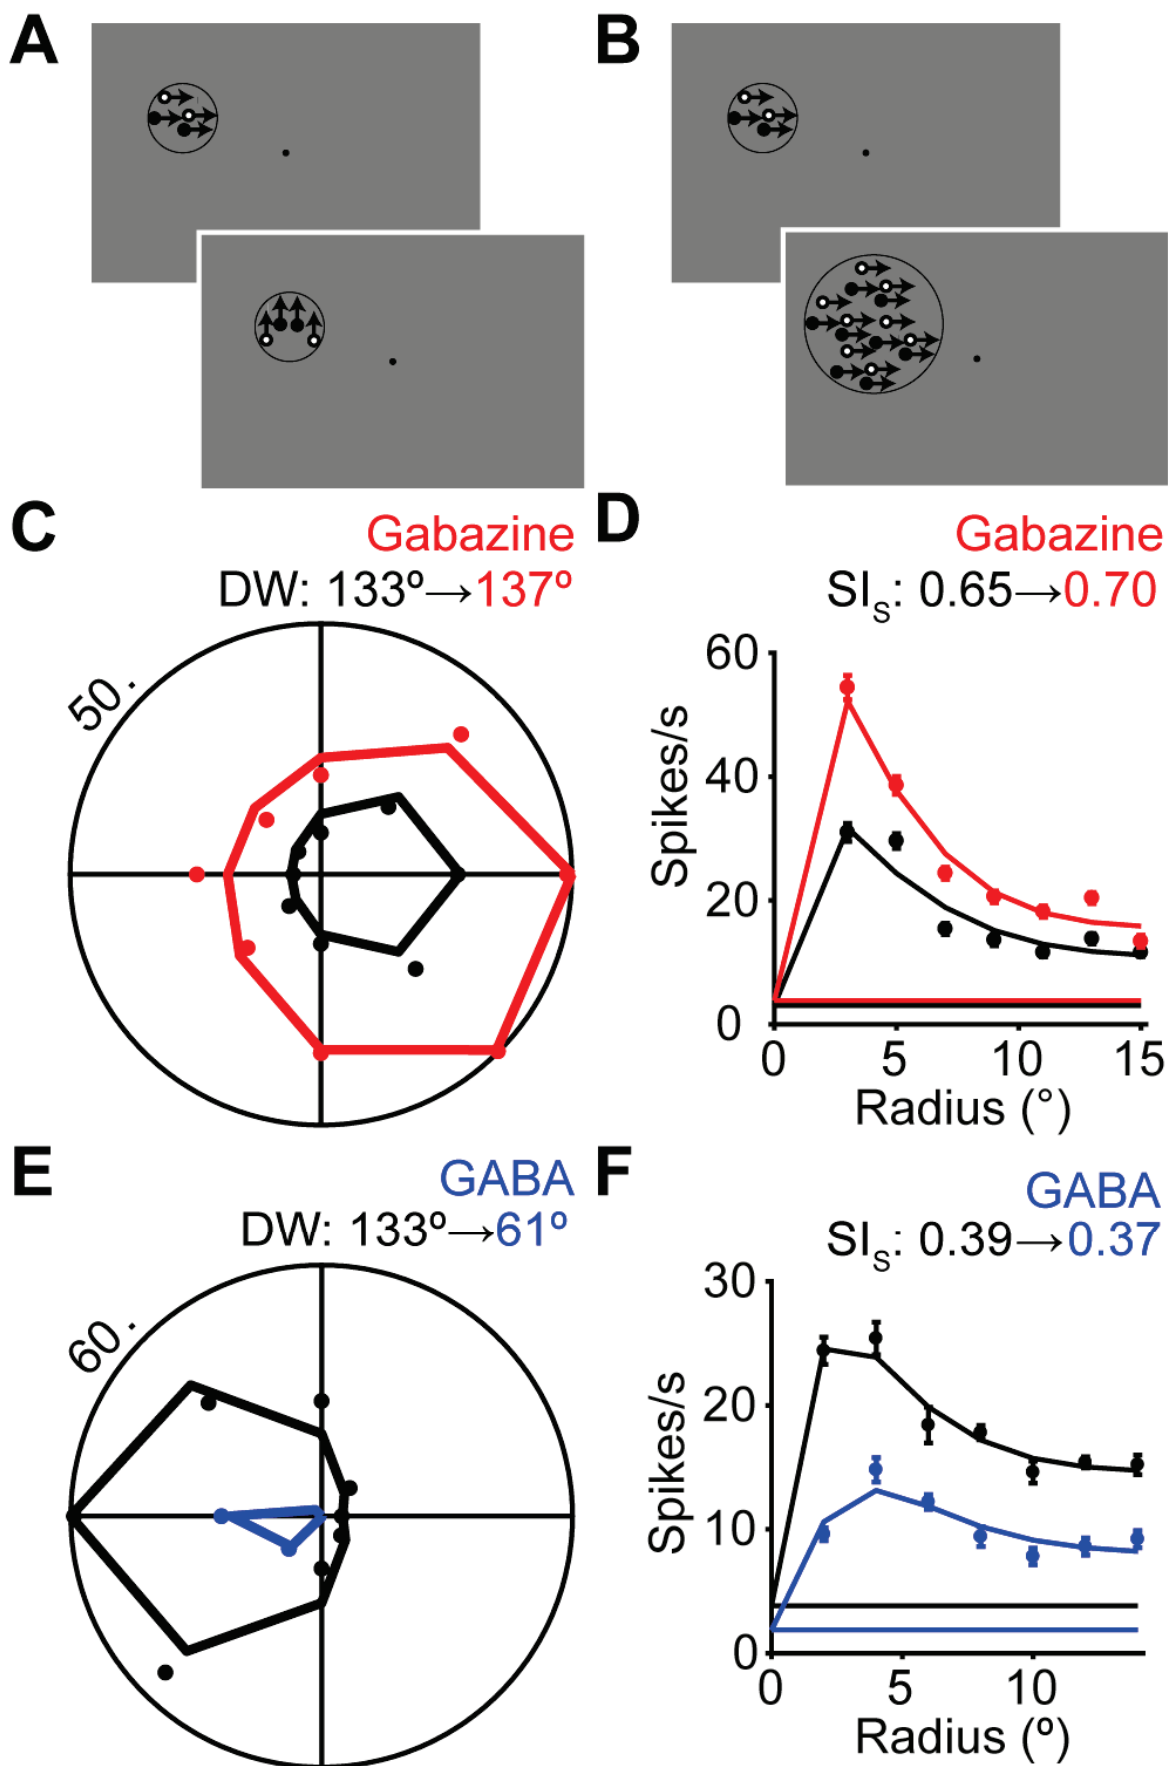 A
B
C
Gabazine
DW: 133º→137º
50
D
Gabazine
SIS: 0.65→0.70
Spikes/s
60
40
20
0
0 5 10 15
Radius (°)
E
GABA
DW: 133º→61º
60
F
GABA
SIS: 0.39→0.37
Spikes/s
30
20
10
0
0 5 10
Radius (º)